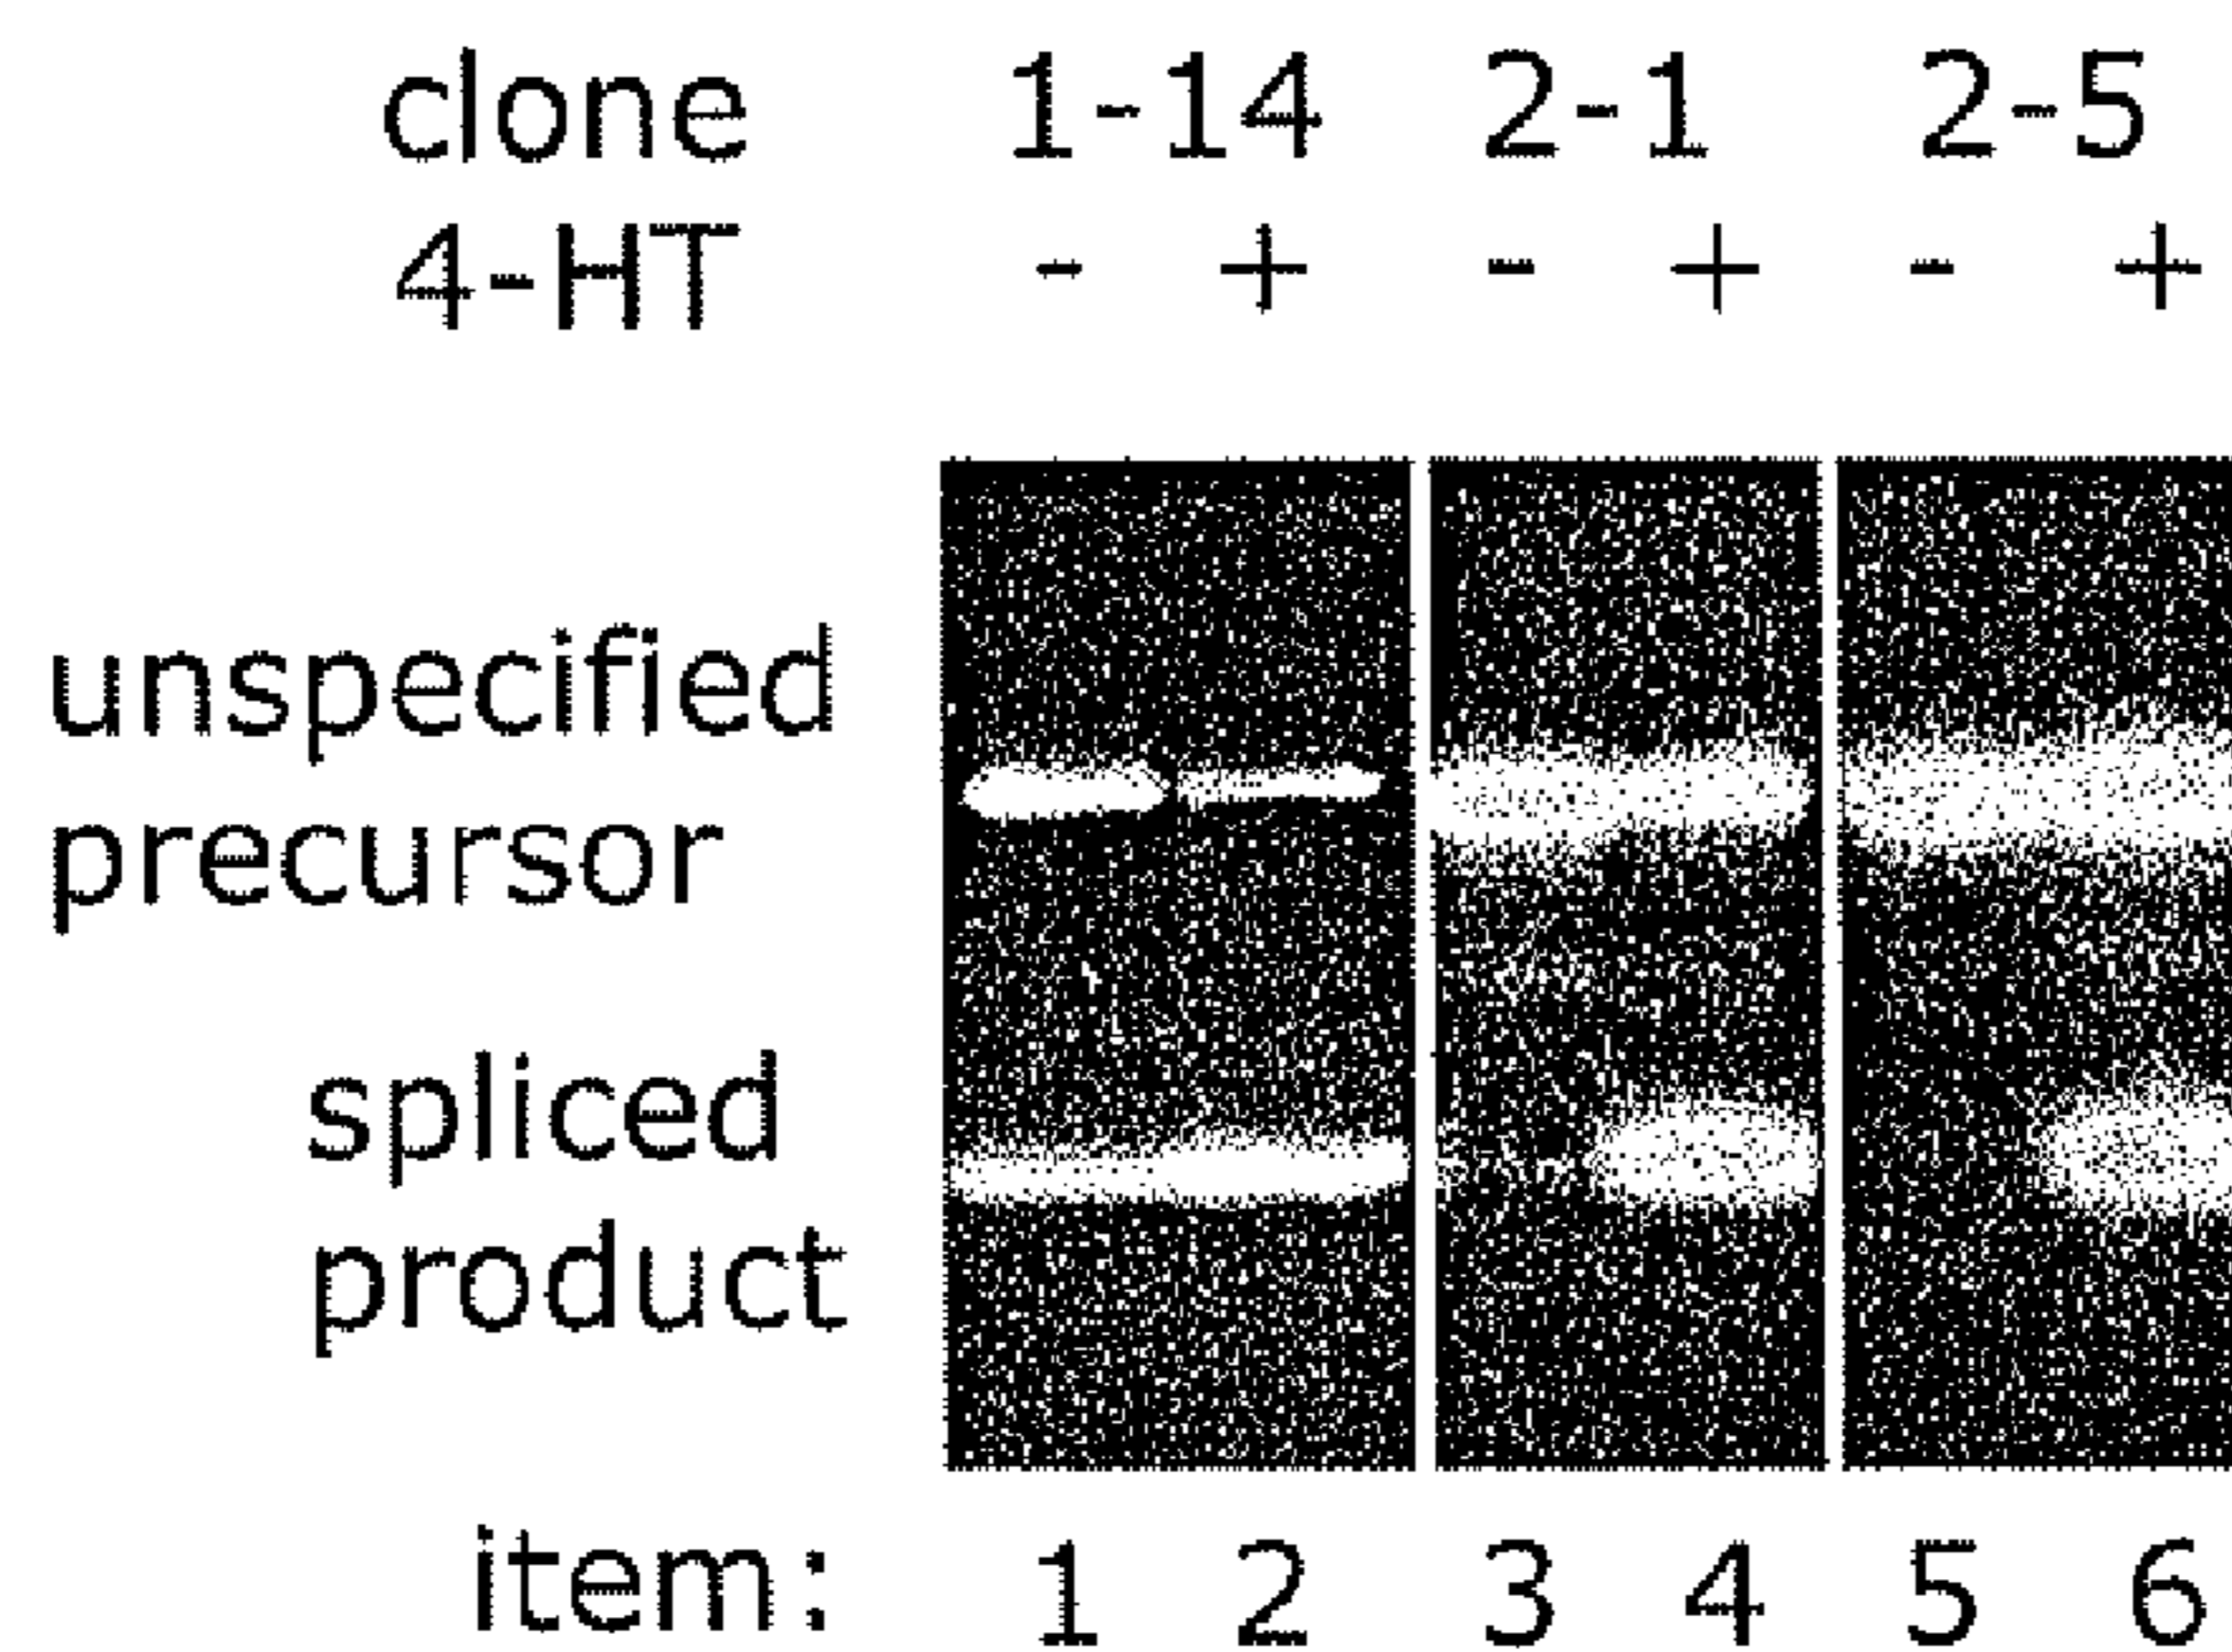 clone 1-14 2-1 2-5
4-HT - + - + - +
unspecified
precursor
spliced
product
item: 1 2 3 4 5 6